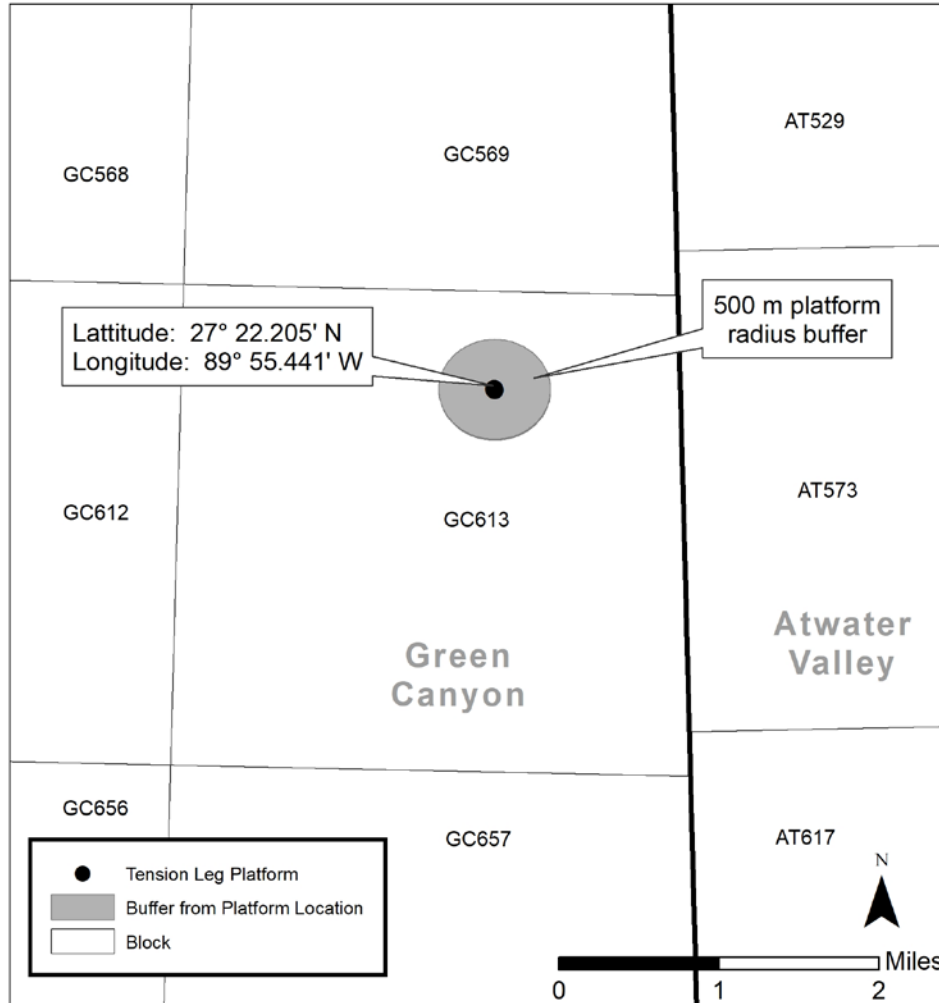 AT529
GC569
GC568
500 m platform
radius buffer
Lattitude: 27° 22.205' N
Longitude: 89° 55.441' W
AT573
GC612
GC613
Atwater
Valley
Green
Canyon
GC656
GC657
AT617
N
Tension Leg Platform
Buffer from Platform Location
Block
Miles
0 1 2